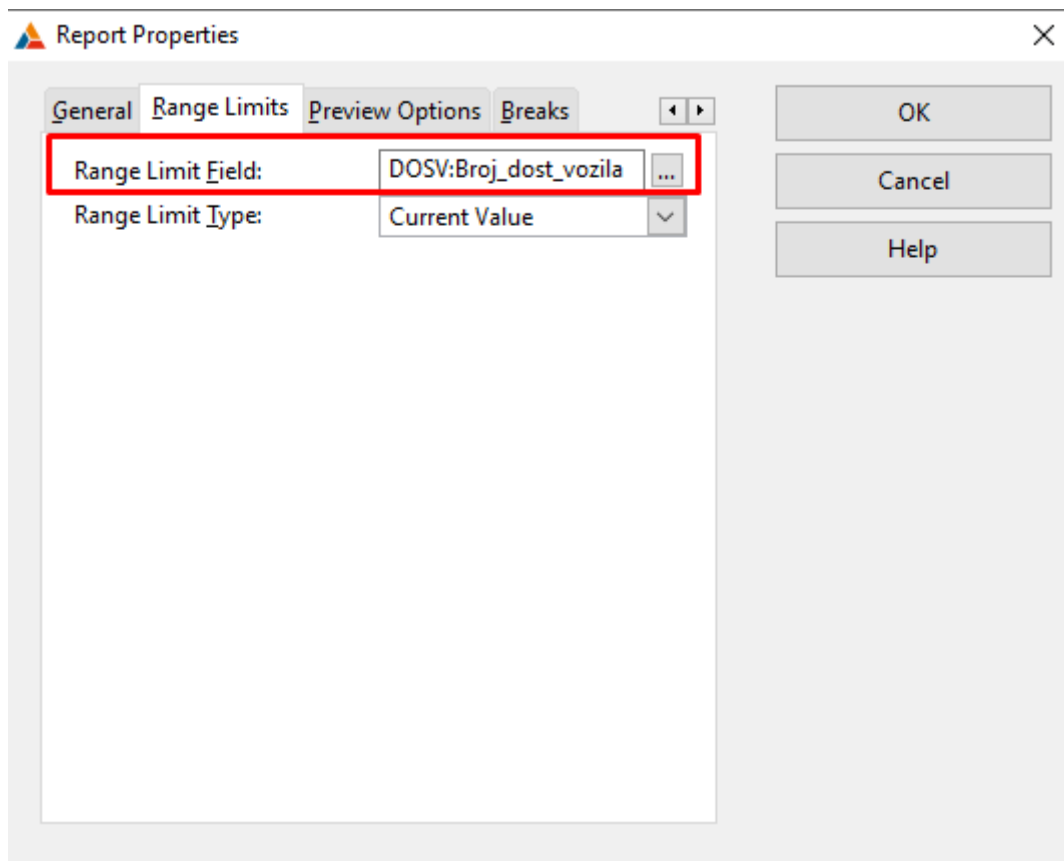 Report Properties
General Range Limits Preview Options Breaks
OK
Range Limit Field: DOSV:Broj_dost_vozila ...
Cancel
Range Limit Type: Current Value
Help